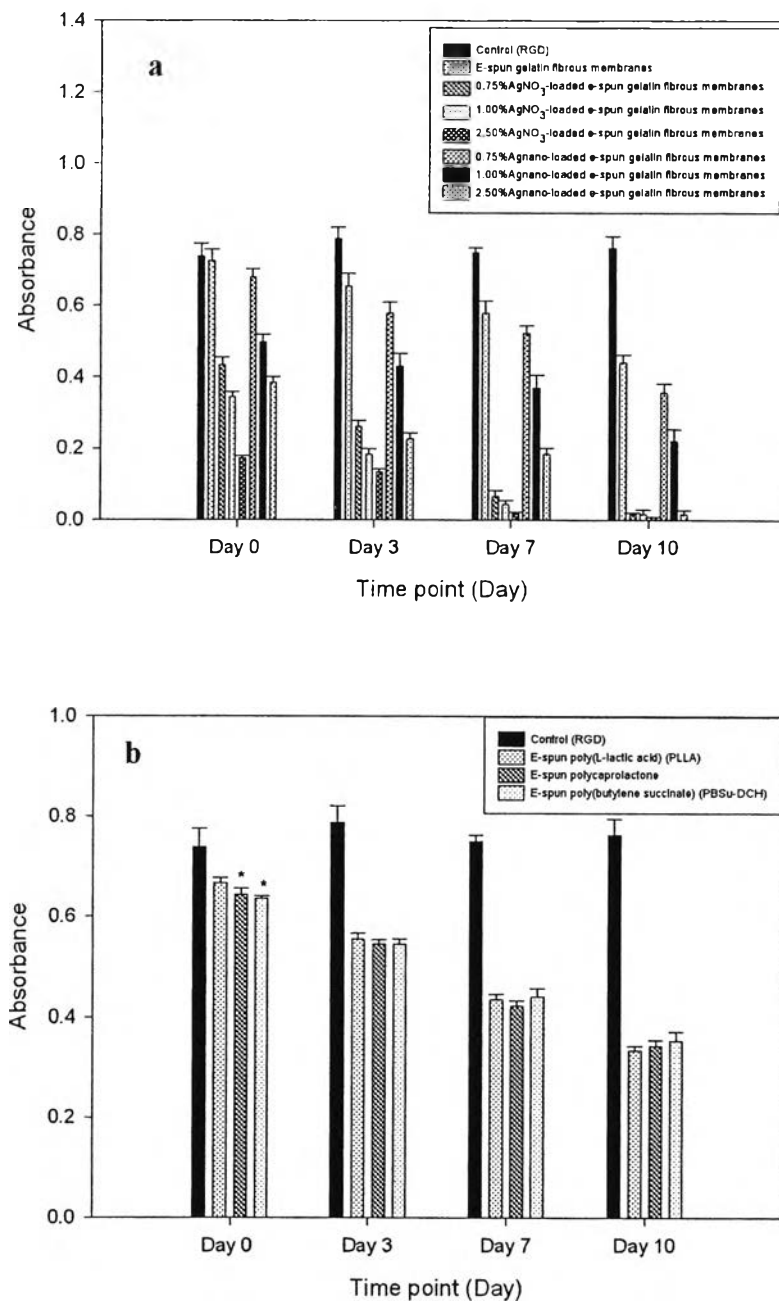 a
1.4
1.2
1.0
0.8
0.6
0.4
0.2
0.0
Absorbance
Control (RGD)
E-spun gelatin fibrous membranes
0.75%AgNO₃-loaded e-spun gelatin fibrous membranes
1.00%AgNO₃-loaded e-spun gelatin fibrous membranes
2.50%AgNO₃-loaded e-spun gelatin fibrous membranes
0.75%Agnano-loaded e-spun gelatin fibrous membranes
1.00%Agnano-loaded e-spun gelatin fibrous membranes
2.50%Agnano-loaded e-spun gelatin fibrous membranes
Day 0 Day 3 Day 7 Day 10
Time point (Day)
b
1.0
0.8
0.6
0.4
0.2
0.0
Absorbance
Control (RGD)
E-spun poly(L-lactic acid) (PLLA)
E-spun polycaprolactone
E-spun poly(butylene succinate) (PBSu-DCH)
* *
Day 0 Day 3 Day 7 Day 10
Time point (Day)